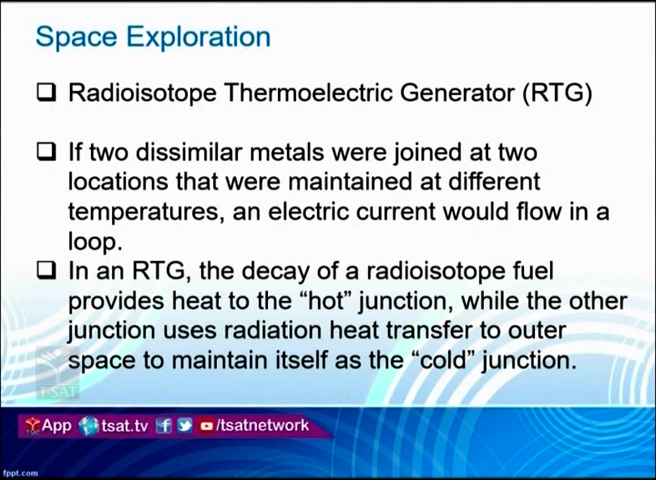 Space Exploration
Radioisotope Thermoelectric Generator (RTG)
If two dissimilar metals were joined at two
locations that were maintained at different
temperatures, an electric current would flow in a
loop.
In an RTG, the decay of a radioisotope fuel
provides heat to the “hot” junction, while the other
junction uses radiation heat transfer to outer
space to maintain itself as the “cold” junction.
T-SAT
App tsat.tv /tsatnetwork
fppt.com